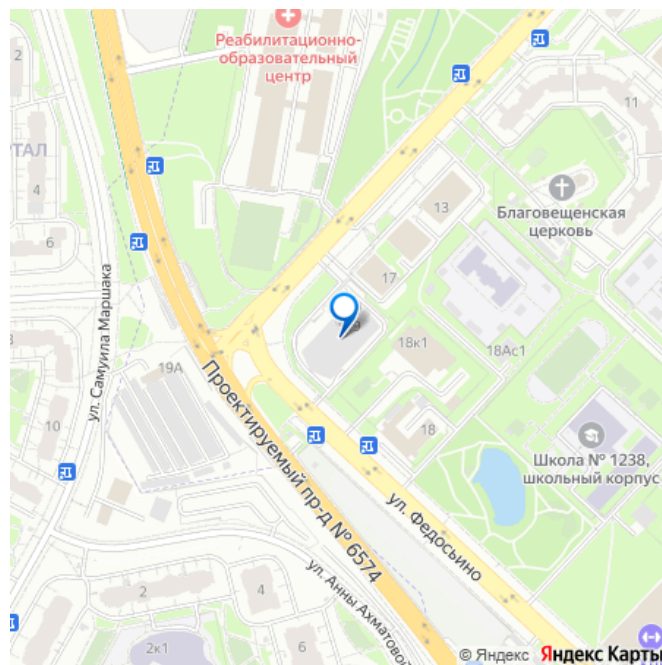 Реабилитационно-
образовательный
центр
2
11
ТАЛ
4
13
Благовещенская
церковь
6
17
ул. Самуила Маршака
9
18к1
18Ас1
19А
Проектируемый пр-д № 6574
10
18
Школа № 1238,
школьный корпус
ул. Федосьино
ул. Анны Ахматовой
2
4
6
2к1
© Яндекс Яндекс Карты